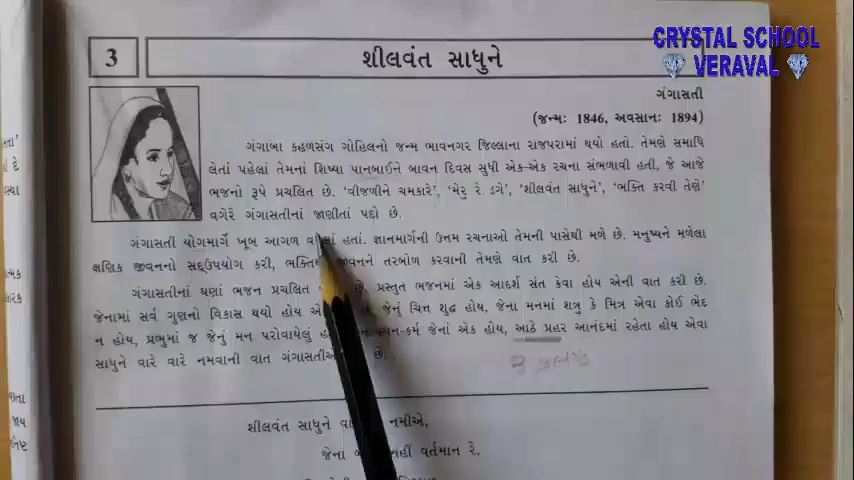 CRYSTAL SCHOOL
VERAVAL
3
શીલવંત સાધુને
ગંગાસતી
(જન્મઃ 1846, અવસાનઃ 1894)
ગંગાબા કહળસંગ ગોહિલનો જન્મ ભાવનગર જિલ્લાના રાજપરામાં થયો હતો. તેમણે સમાધિ
લેતાં પહેલાં તેમનાં શિષ્યા પાનબાઈને બાવન દિવસ સુધી એક-એક રચના સંભળાવી હતી, જે આજે
ભજનો રૂપે પ્રચલિત છે. ‘વીજળીને ચમકારે’, ‘મેરુ રે ડગે’, ‘શીલવંત સાધુને’, ‘ભક્તિ કરવી તેણે’
વગેરે ગંગાસતીનાં જાણીતાં પદો છે.
ગંગાસતી યોગમાર્ગે ખૂબ આગળ હતાં. જ્ઞાનમાર્ગની ઉત્તમ રચનાઓ તેમની પાસેથી મળે છે. મનુષ્યને મળેલા
ક્ષણિક જીવનનો સદ્ઉપયોગ કરી, જીવનને તરબોળ કરવાની તેમણે વાત કરી છે.
ગંગાસતીનાં ઘણાં ભજન પ્રચલિત છે. પ્રસ્તુત ભજનમાં એક આદર્શ સંત કેવા હોય એની વાત કરી છે.
જેનામાં સર્વ ગુણનો વિકાસ થયો હોય જેનું ચિત્ત શુદ્ધ હોય, જેના મનમાં શત્રુ કે મિત્ર એવા કોઈ ભેદ
ન હોય, પ્રભુમાં જ જેનું મન પરોવાયેલું જેનાં એક હોય, આઠે પ્રહર આનંદમાં રહેતા હોય એવા
સાધુને વારે વારે નમવાની વાત છે.
શીલવંત સાધુને નમીએ,
જેના વર્તમાન રે.